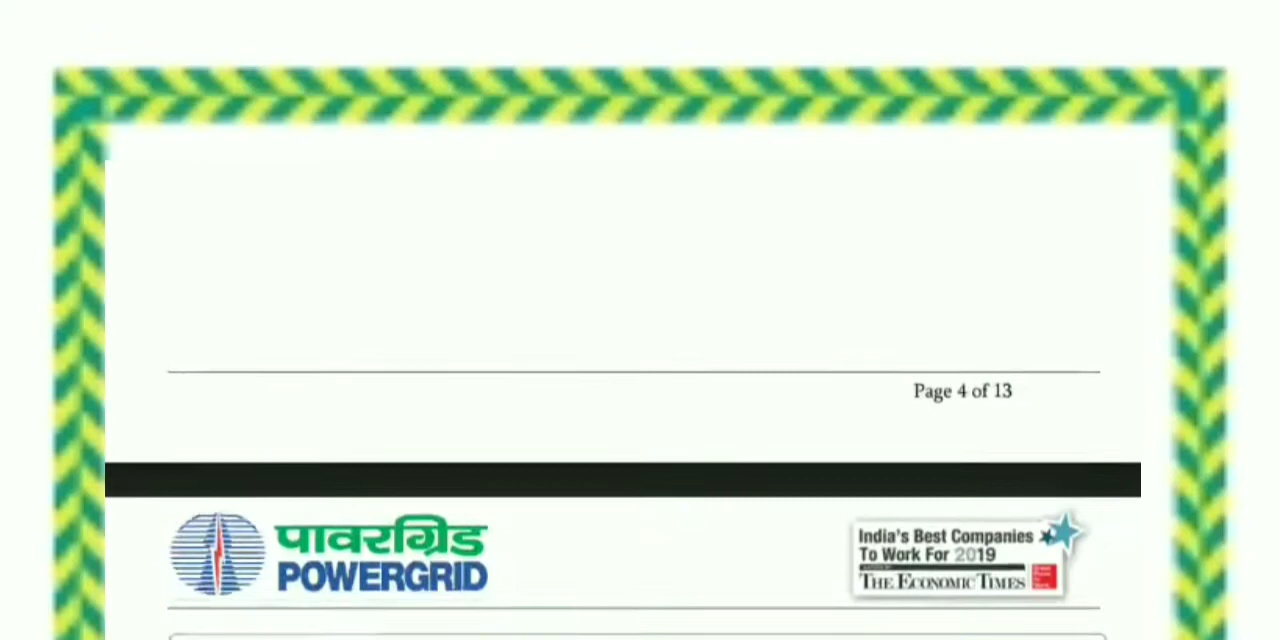 Page 4 of 13
पावरग्रिड
POWERGRID
India's Best Companies
To Work For 2019
THE ECONOMIC TIMES